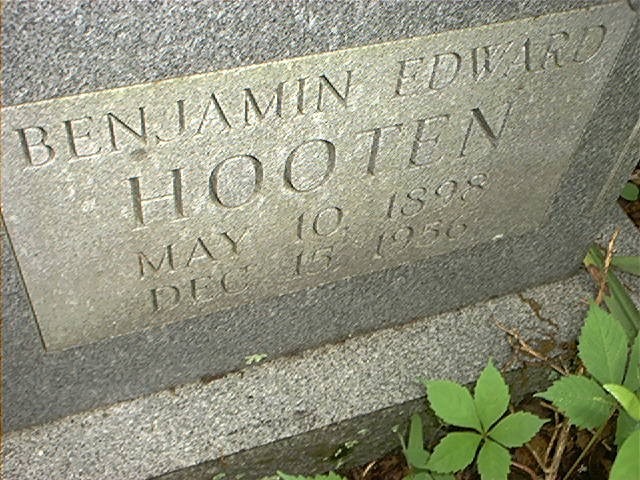 BENJAMIN EDWARD
HOOTEN
MAY 10, 1898
DEC 15, 1956